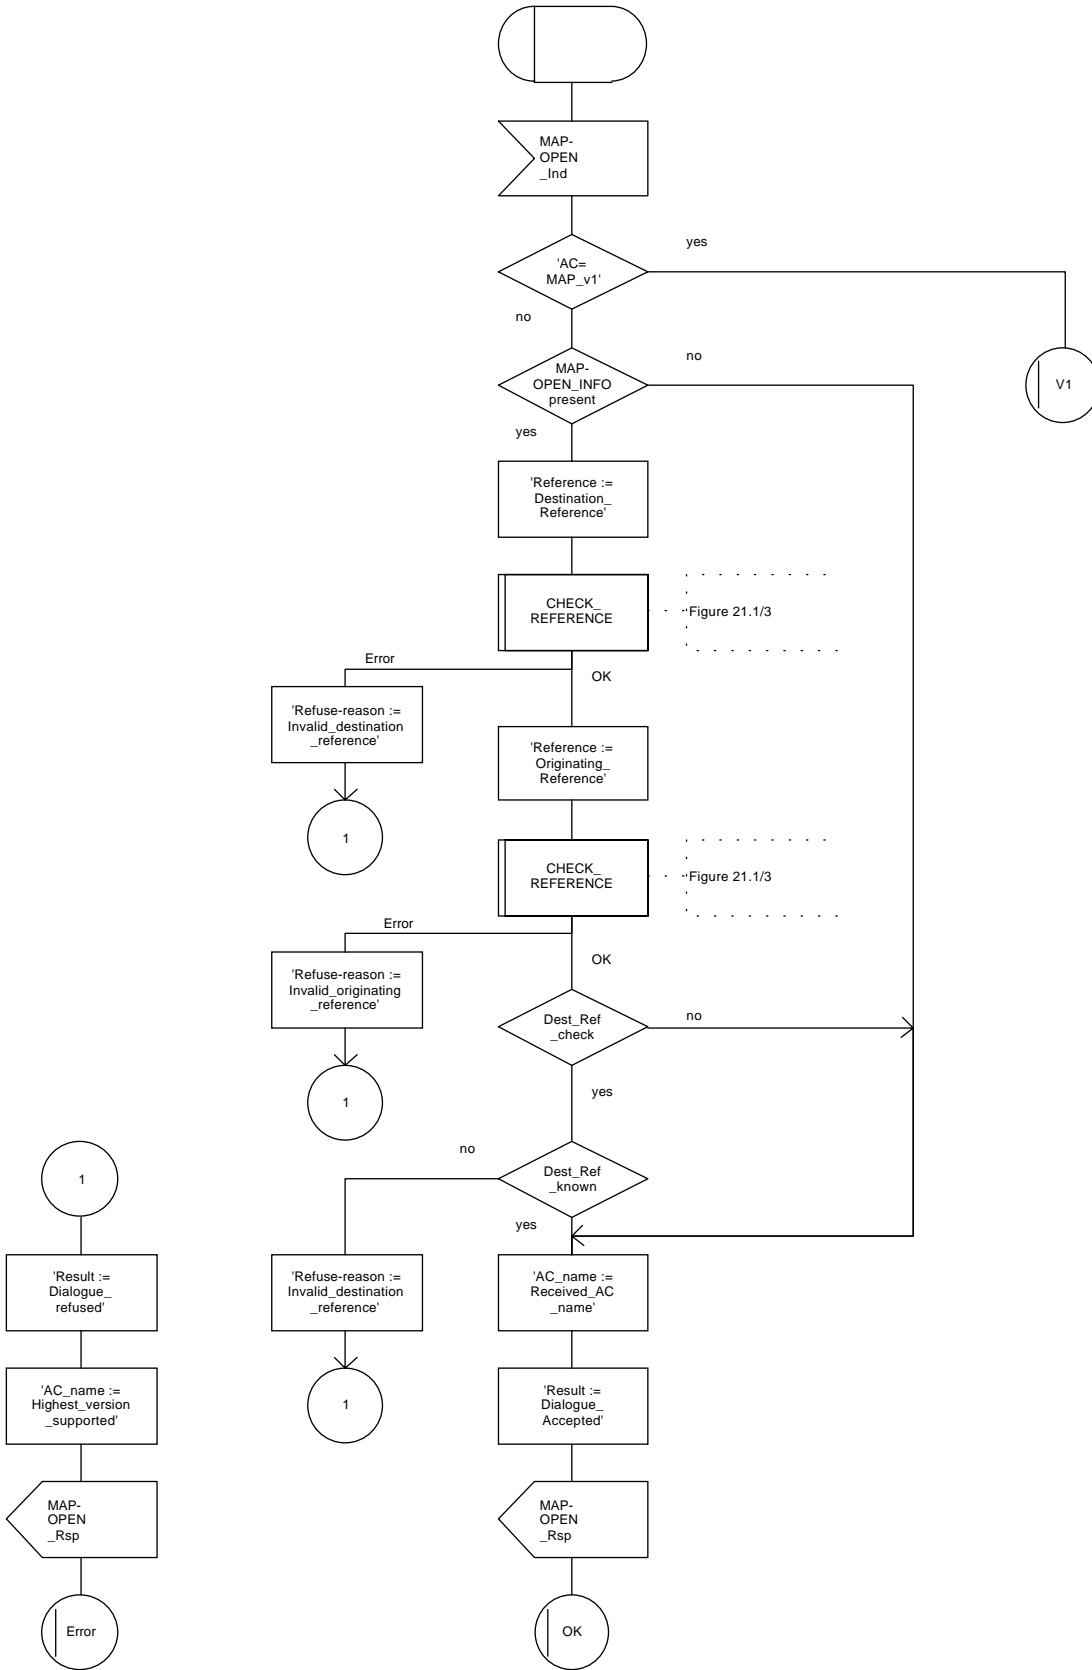 MAP-
OPEN
_Ind
yes
'AC=
MAP_v1'
no
no
MAP-
OPEN_INFO
present
V1
yes
'Reference :=
Destination_
Reference'
CHECK_
REFERENCE
Figure 21.1/3
Error
OK
'Refuse-reason :=
Invalid_destination
_reference'
'Reference :=
Originating_
Reference'
1
CHECK_
REFERENCE
Figure 21.1/3
Error
OK
'Refuse-reason :=
Invalid_originating
_reference'
Dest_Ref
_check
no
1
yes
no
1
Dest_Ref
_known
yes
'Result :=
Dialogue_
refused'
'Refuse-reason :=
Invalid_destination
_reference'
'AC_name :=
Received_AC
_name'
'AC_name :=
Highest_version
_supported'
1
'Result :=
Dialogue_
Accepted'
MAP-
OPEN
_Rsp
MAP-
OPEN
_Rsp
Error
OK